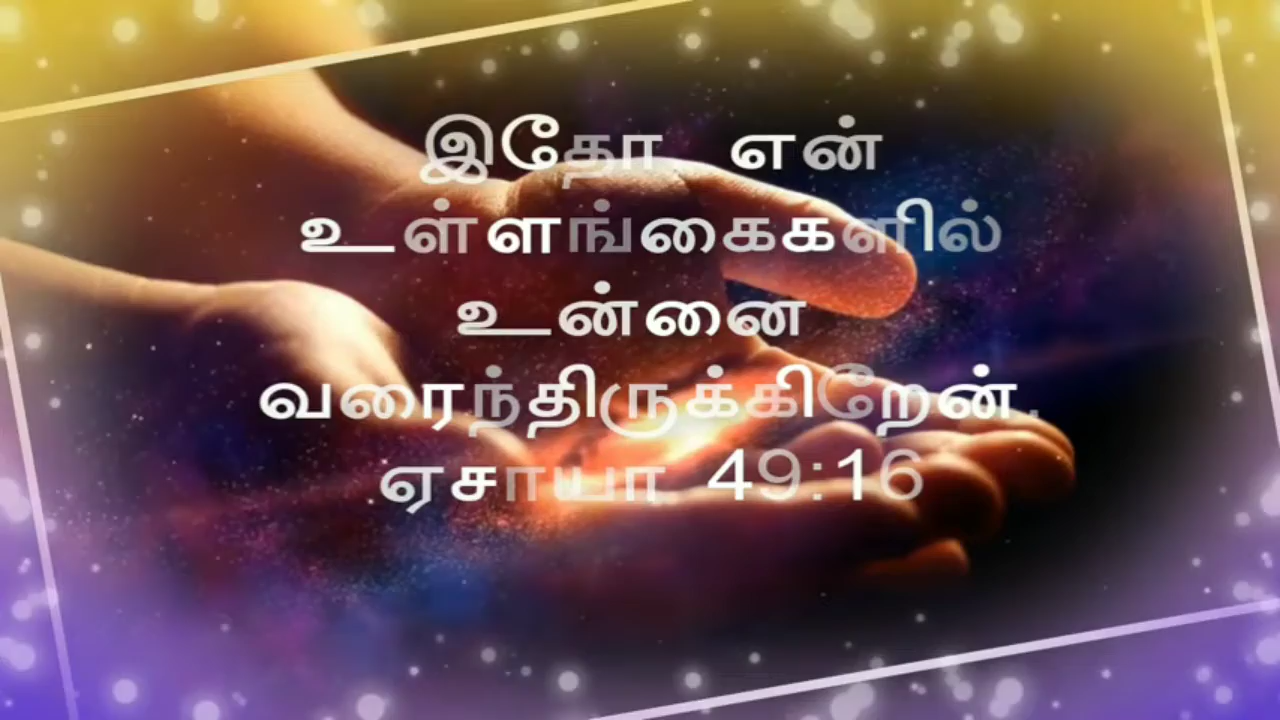 இதோ என்
உள்ளங்கைகளில்
உன்னை
வரைந்திருக்கிறேன்.
ஏசாயா 49:16